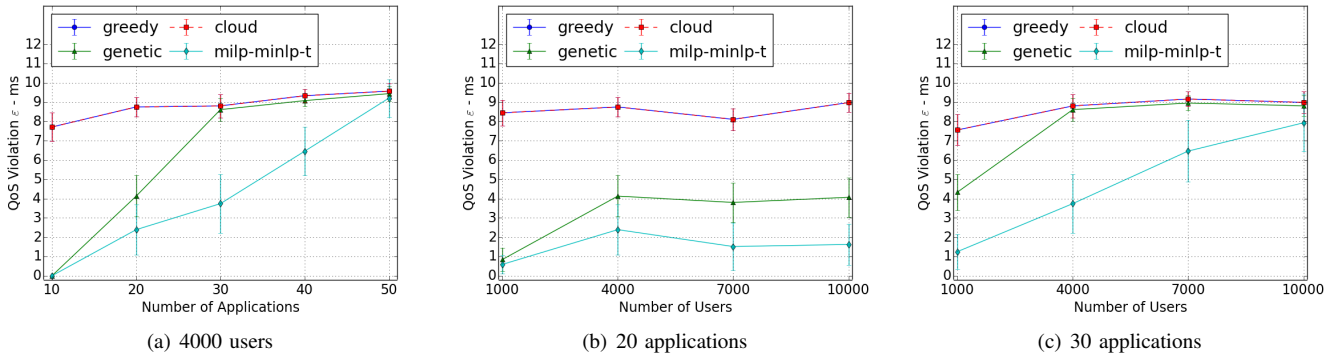 greedy
cloud
genetic
milp-minlp-t
QoS Violation ε - ms
12
11
10
9
8
7
6
5
4
3
2
1
0
10 20 30 40 50
Number of Applications
(a) 4000 users
greedy
cloud
genetic
milp-minlp-t
QoS Violation ε - ms
12
11
10
9
8
7
6
5
4
3
2
1
0
1000 4000 7000 10000
Number of Users
(b) 20 applications
greedy
cloud
genetic
milp-minlp-t
QoS Violation ε - ms
12
11
10
9
8
7
6
5
4
3
2
1
0
1000 4000 7000 10000
Number of Users
(c) 30 applications